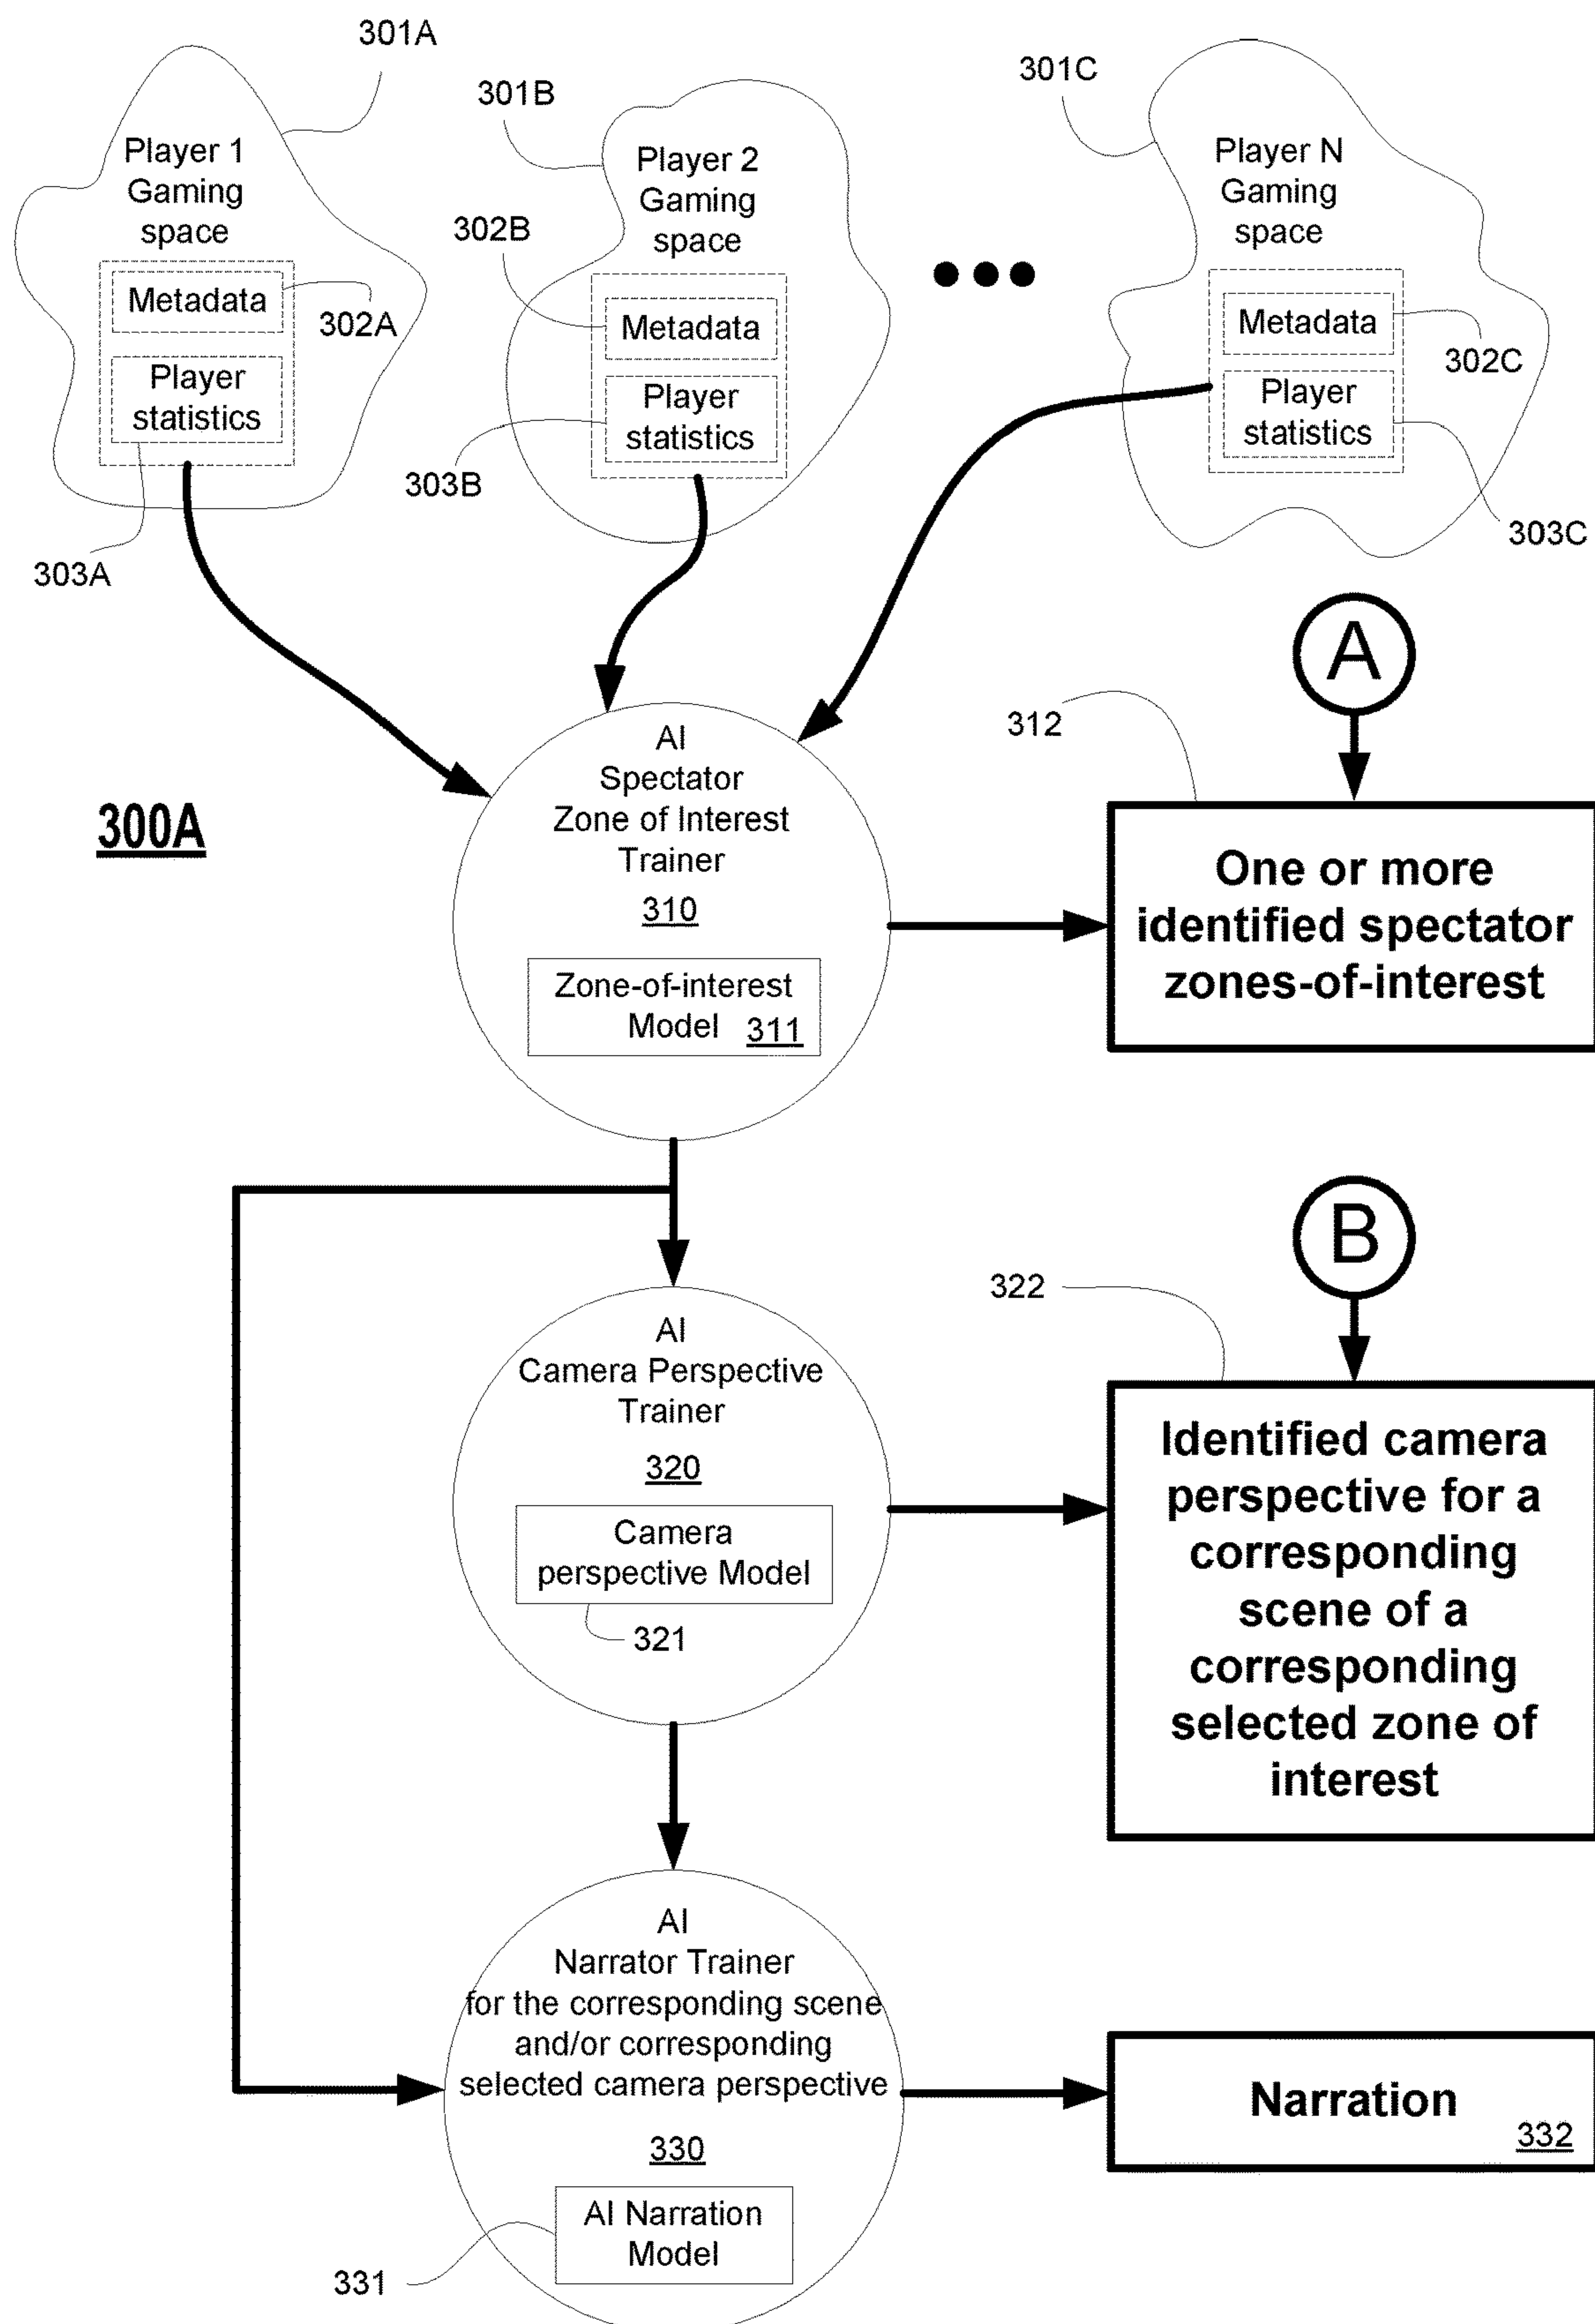 301A
301B
301C
Player 1
Gaming
space
Metadata
302A
Player
statistics
303A
Player 2
Gaming
space
302B
Metadata
Player
statistics
303B
Player N
Gaming
space
Metadata
302C
Player
statistics
303C
A
312
300A
AI
Spectator
Zone of Interest
Trainer
310
Zone-of-interest
Model 311
One or more
identified spectator
zones-of-interest
B
322
AI
Camera Perspective
Trainer
320
Camera
perspective Model
321
Identified camera
perspective for a
corresponding
scene of a
corresponding
selected zone of
interest
AI
Narrator Trainer
for the corresponding scene
and/or corresponding
selected camera perspective
330
AI Narration
Model
331
Narration
332